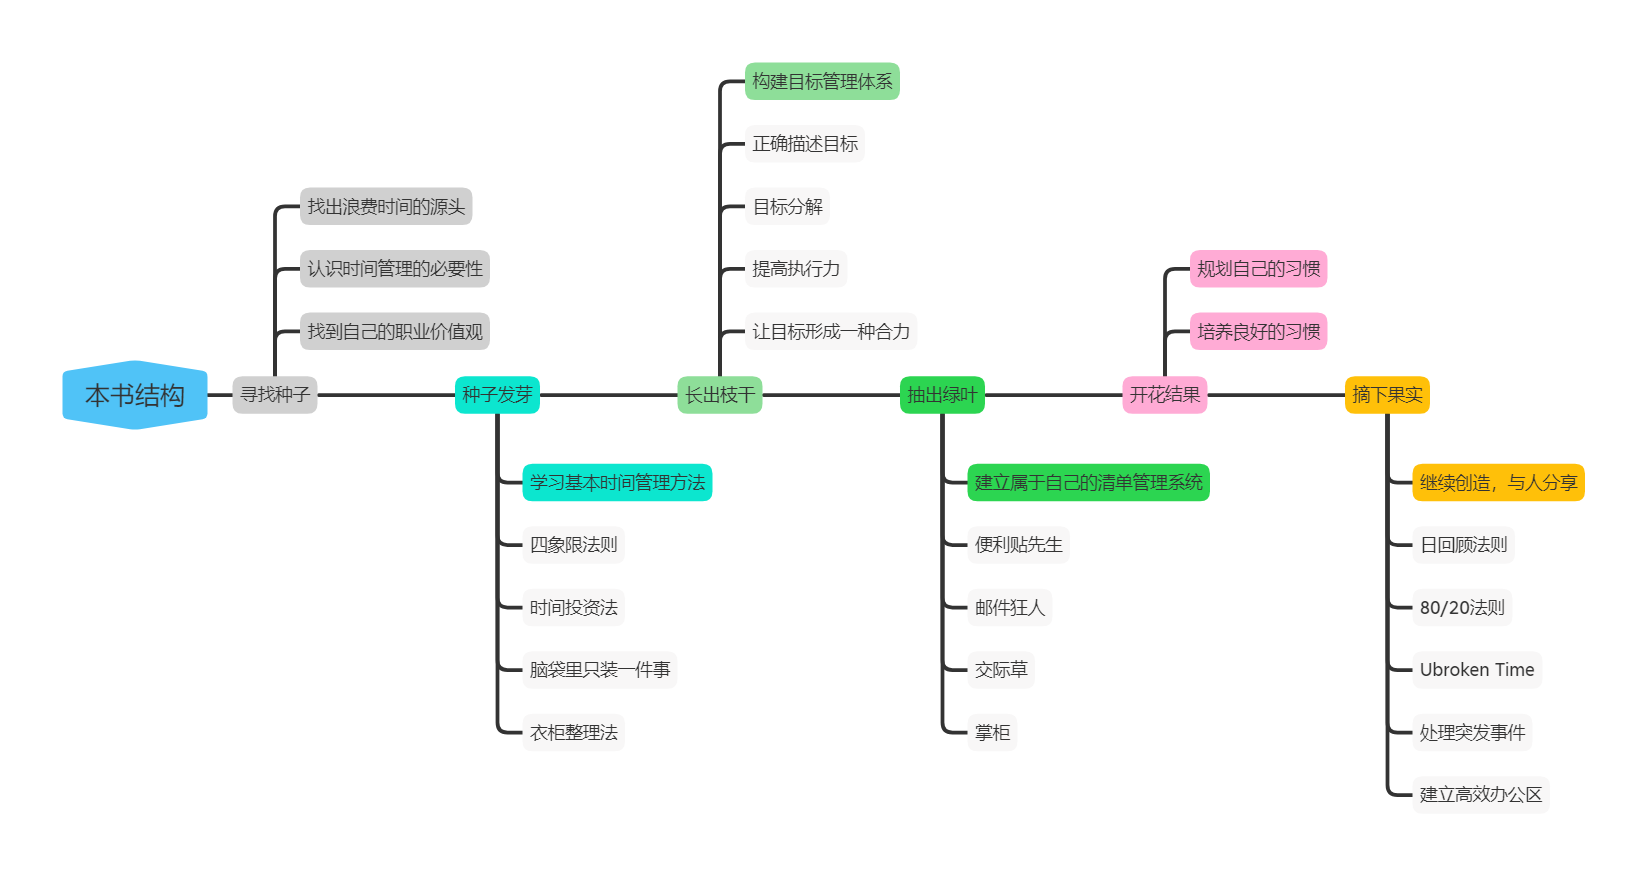 本书结构
寻找种子
找出浪费时间的源头
认识时间管理的必要性
找到自己的职业价值观
种子发芽
学习基本时间管理方法
四象限法则
时间投资法
脑袋里只装一件事
衣柜整理法
长出枝干
构建目标管理体系
正确描述目标
目标分解
提高执行力
让目标形成一种合力
抽出绿叶
建立属于自己的清单管理系统
便利贴先生
邮件狂人
交际草
掌柜
开花结果
规划自己的习惯
培养良好的习惯
摘下果实
继续创造，与人分享
日回顾法则
80/20法则
Ubroken Time
处理突发事件
建立高效办公区